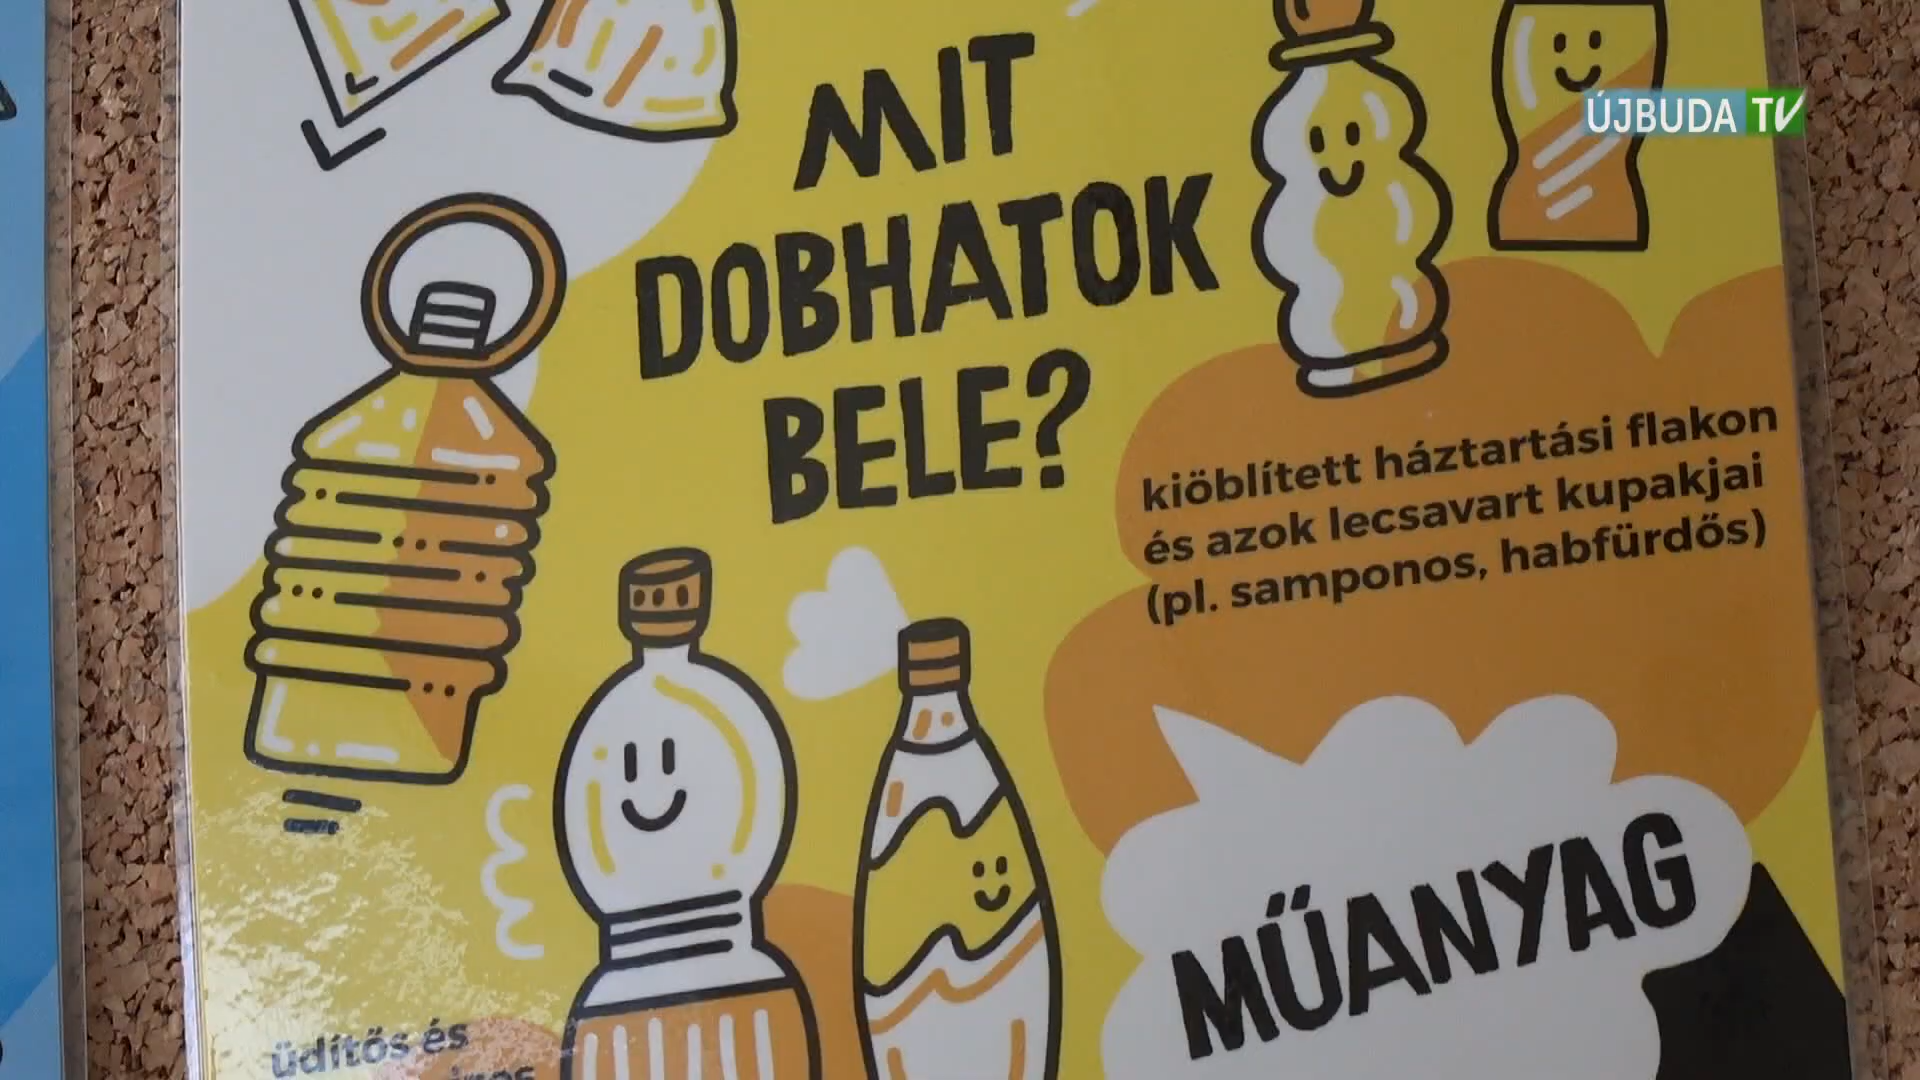 MIT
DOBHATOK
BELE?
ÚJBUDA TV
kiöblített háztartási flakon
és azok lecsavart kupakjai
(pl. samponos, habfürdős)
MŰANYAG
üdítős és